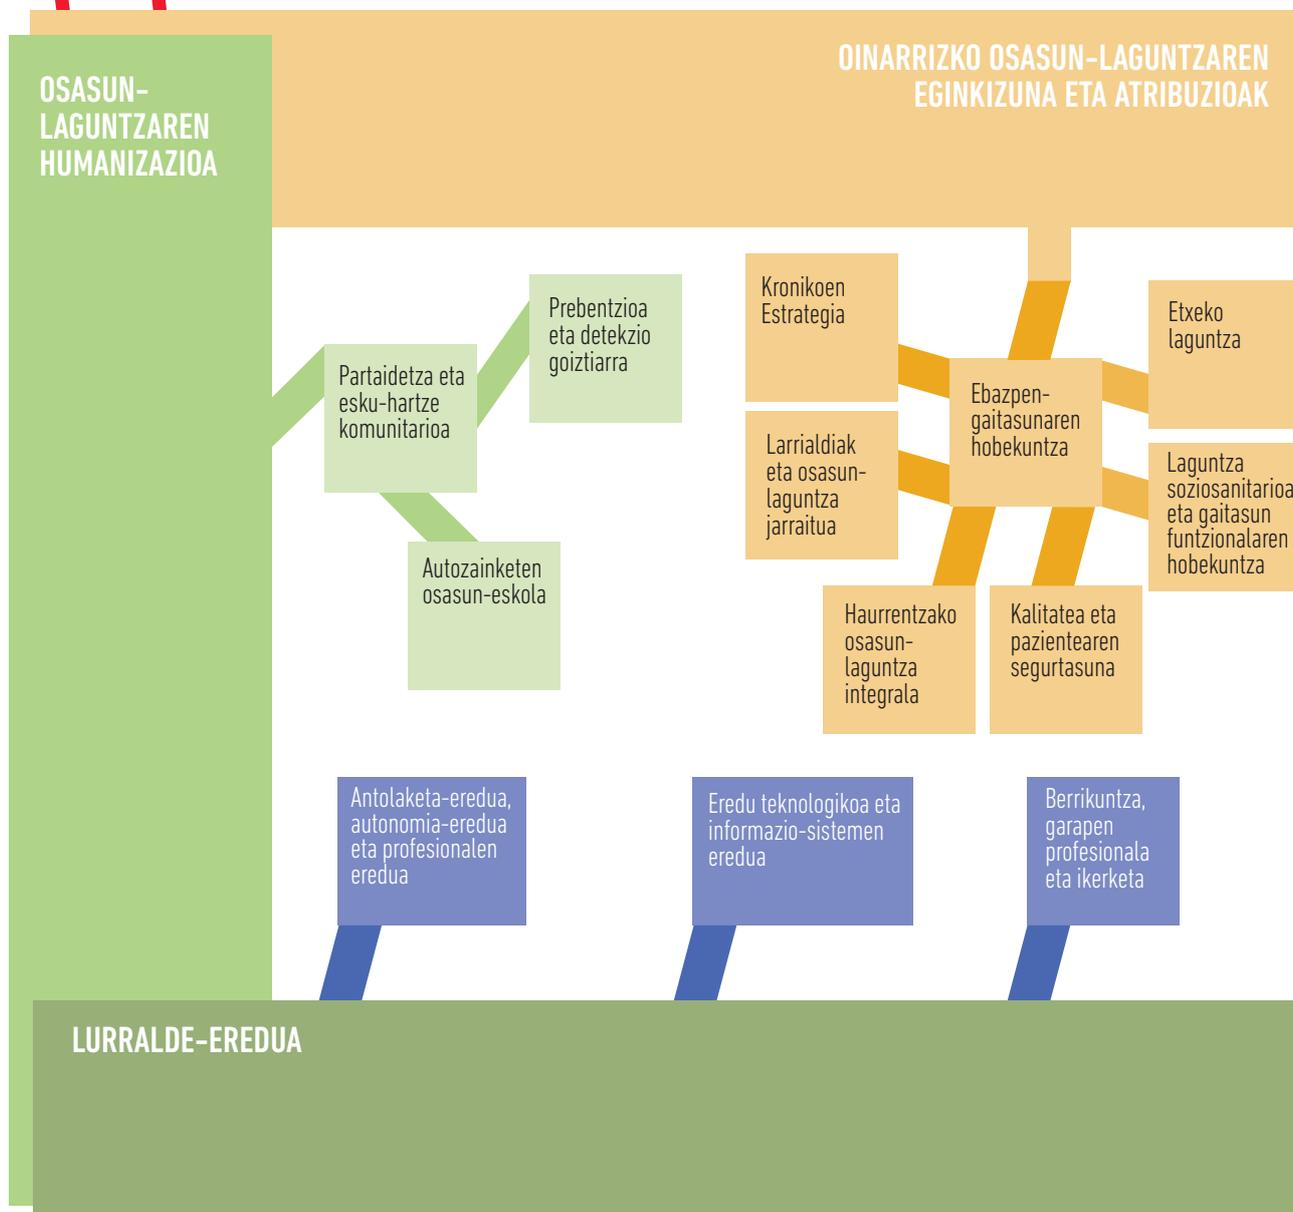 OINARRIZKO OSASUN-LAGUNTZAREN
EGINKIZUNA ETA ATRIBUZIOAK
OSASUN-
LAGUNTZAREN
HUMANIZAZIOA
Partaidetza eta
esku-hartze
komunitarioa
Prebentzioa
eta detekzio
goiztiarra
Autozainketen
osasun-eskola
Kronikoen
Estrategia
Larrialdiak
eta osasun-
laguntza
jarraitua
Ebazpen-
gaitasunaren
hobekuntza
Etxeko
laguntza
Laguntza
soziosanitarioa
eta gaitasun
funtzionalaren
hobekuntza
Haurrentzako
osasun-
laguntza
integrala
Kalitatea eta
pazientearen
segurtasuna
Antolaketa-eredua,
autonomia-eredua
eta profesionalen
eredua
Eredu teknologikoa eta
informazio-sistemen
eredua
Berrikuntza,
garapen
profesionala
eta ikerketa
LURRALDE-EREDUA